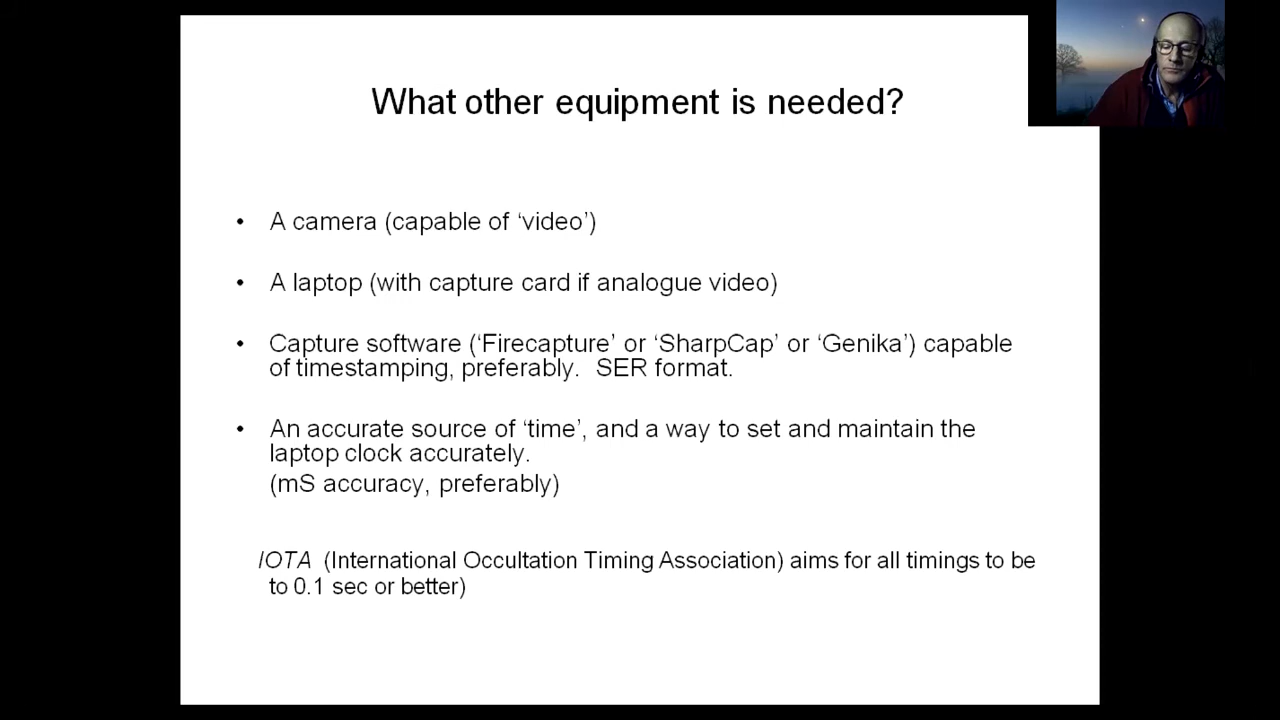 What other equipment is needed?
• A camera (capable of ‘video’)
• A laptop (with capture card if analogue video)
• Capture software (‘Firecapture’ or ‘SharpCap’ or ‘Genika’) capable
of timestamping, preferably.  SER format.
• An accurate source of ‘time’, and a way to set and maintain the
laptop clock accurately.
(mS accuracy, preferably)
IOTA  (International Occultation Timing Association) aims for all timings to be
to 0.1 sec or better)